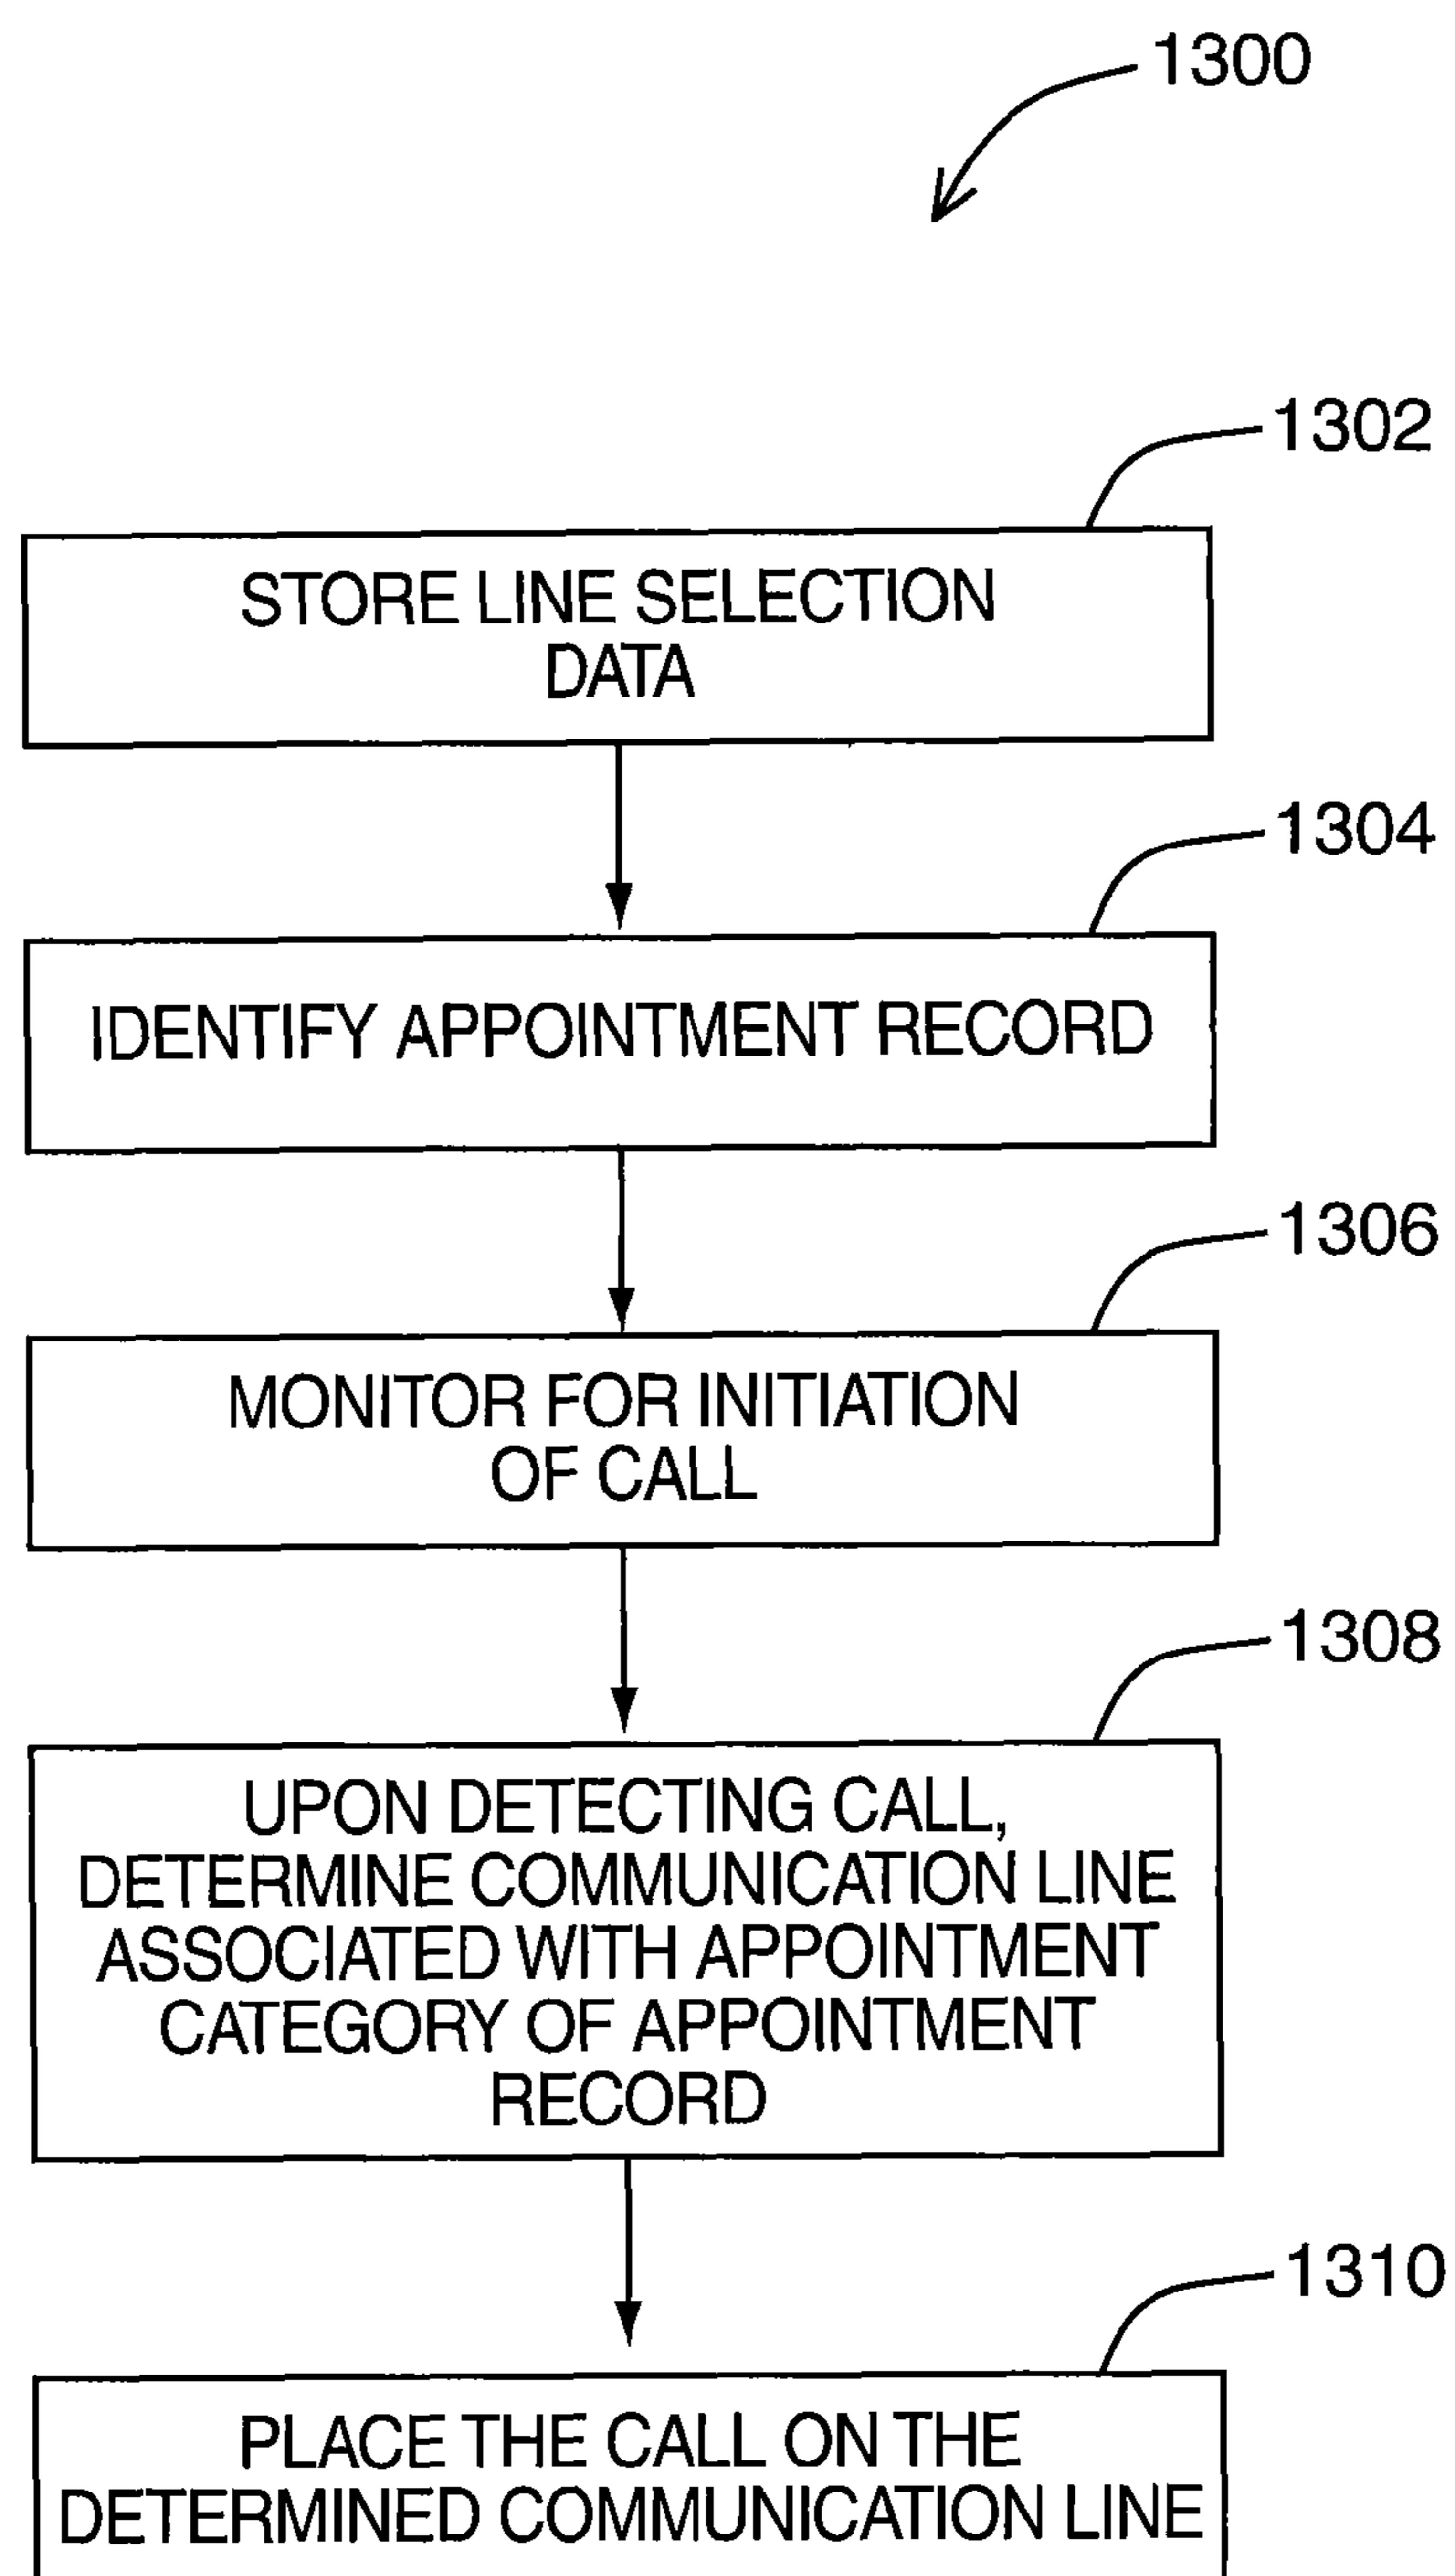 1300
1302
STORE LINE SELECTION
DATA
1304
IDENTIFY APPOINTMENT RECORD
1306
MONITOR FOR INITIATION
OF CALL
1308
UPON DETECTING CALL,
DETERMINE COMMUNICATION LINE
ASSOCIATED WITH APPOINTMENT
CATEGORY OF APPOINTMENT
RECORD
1310
PLACE THE CALL ON THE
DETERMINED COMMUNICATION LINE